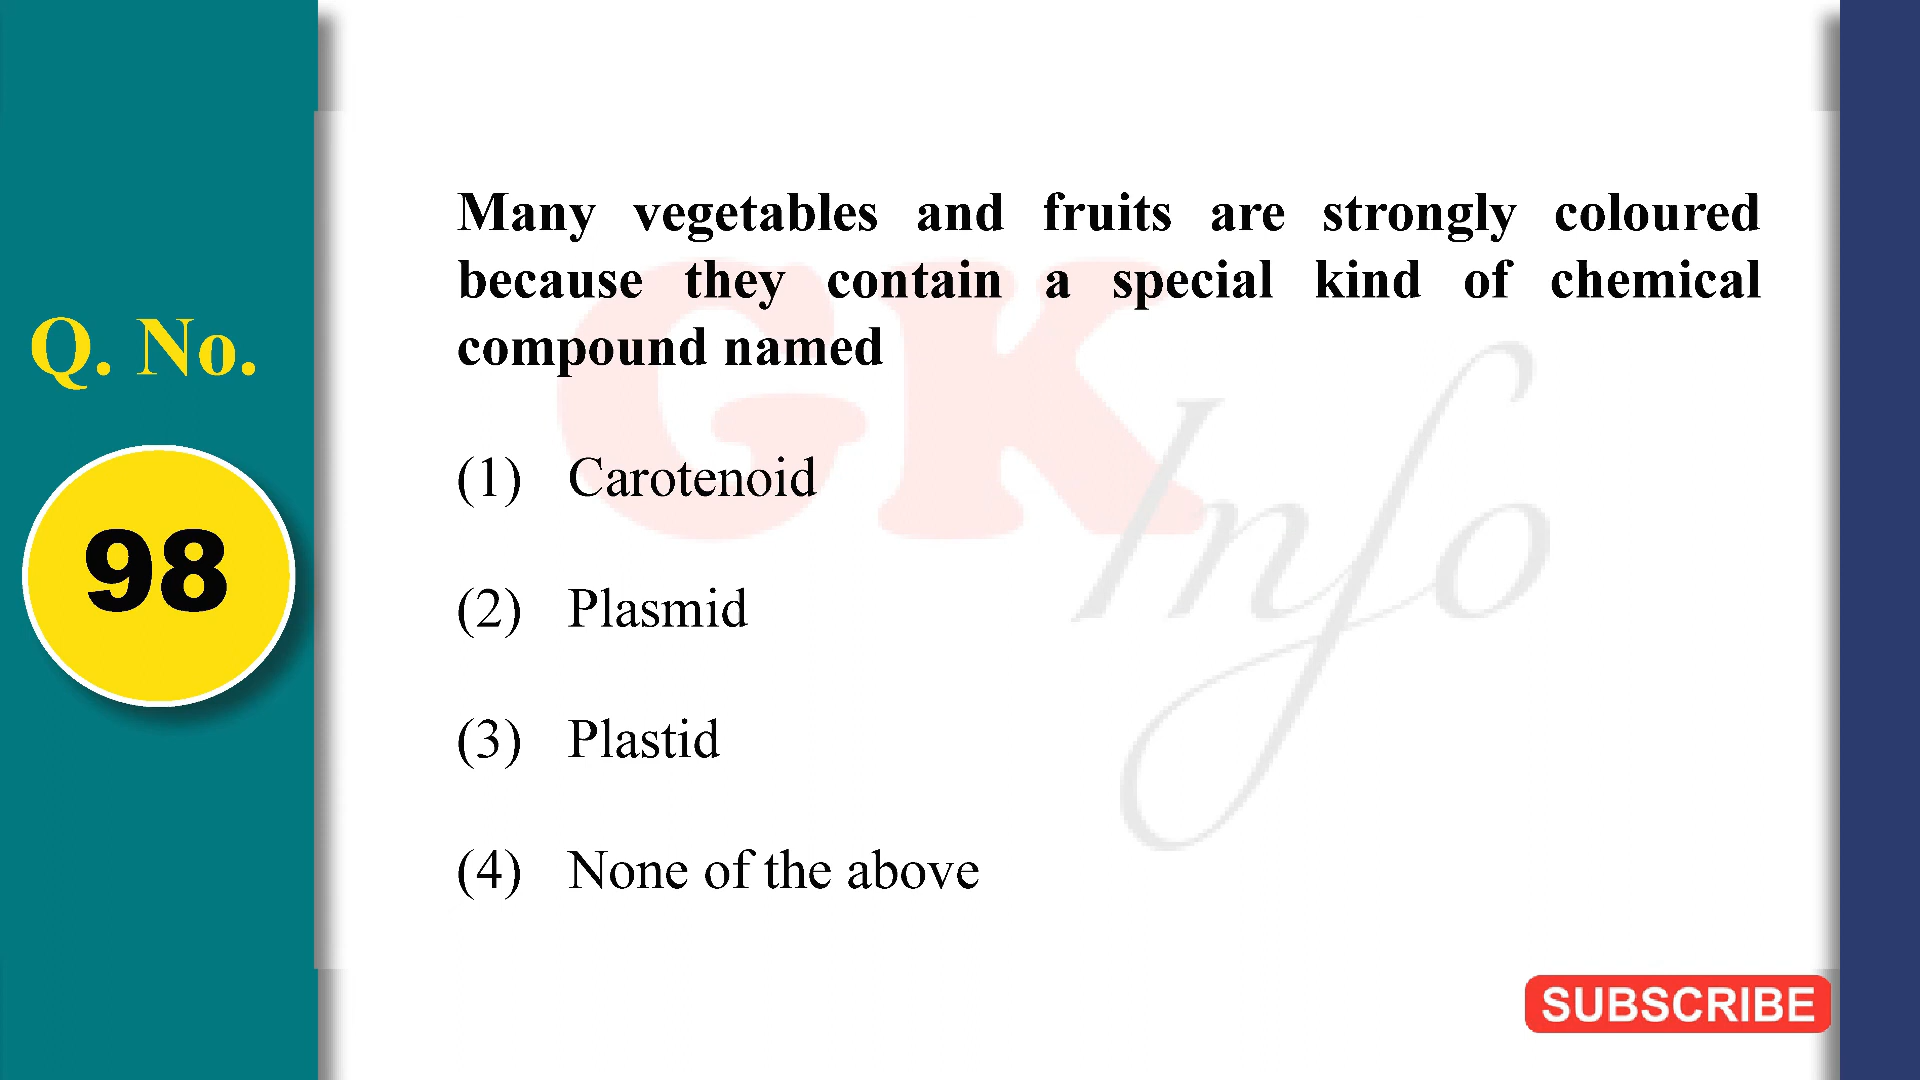 Q. No.
98
Many vegetables and fruits are strongly coloured
because they contain a special kind of chemical
compound named
(1) Carotenoid
(2) Plasmid
(3) Plastid
(4) None of the above
GK
Info
SUBSCRIBE